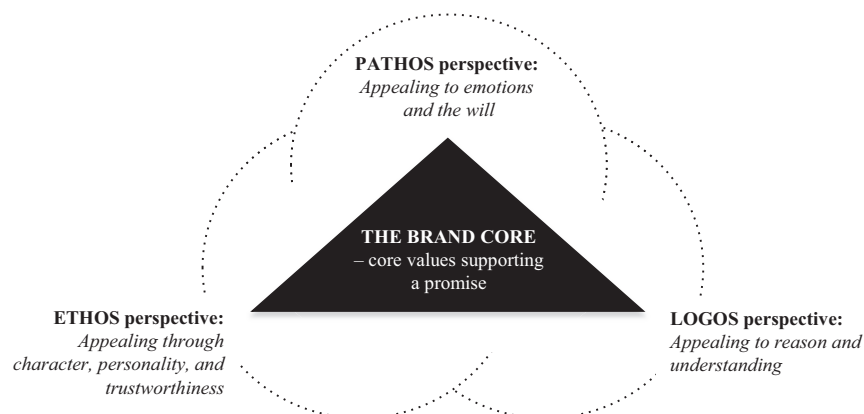 PATHOS perspective:
Appealing to emotions
and the will
THE BRAND CORE
– core values supporting
a promise
ETHOS perspective:
Appealing through
character, personality, and
trustworthiness
LOGOS perspective:
Appealing to reason and
understanding